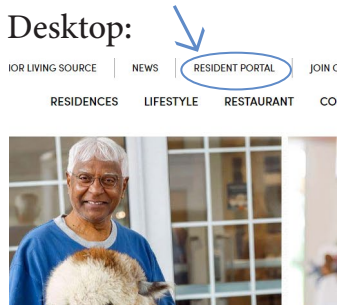 Desktop:
IOR LIVING SOURCE NEWS RESIDENT PORTAL JOIN
RESIDENCES LIFESTYLE RESTAURANT CO